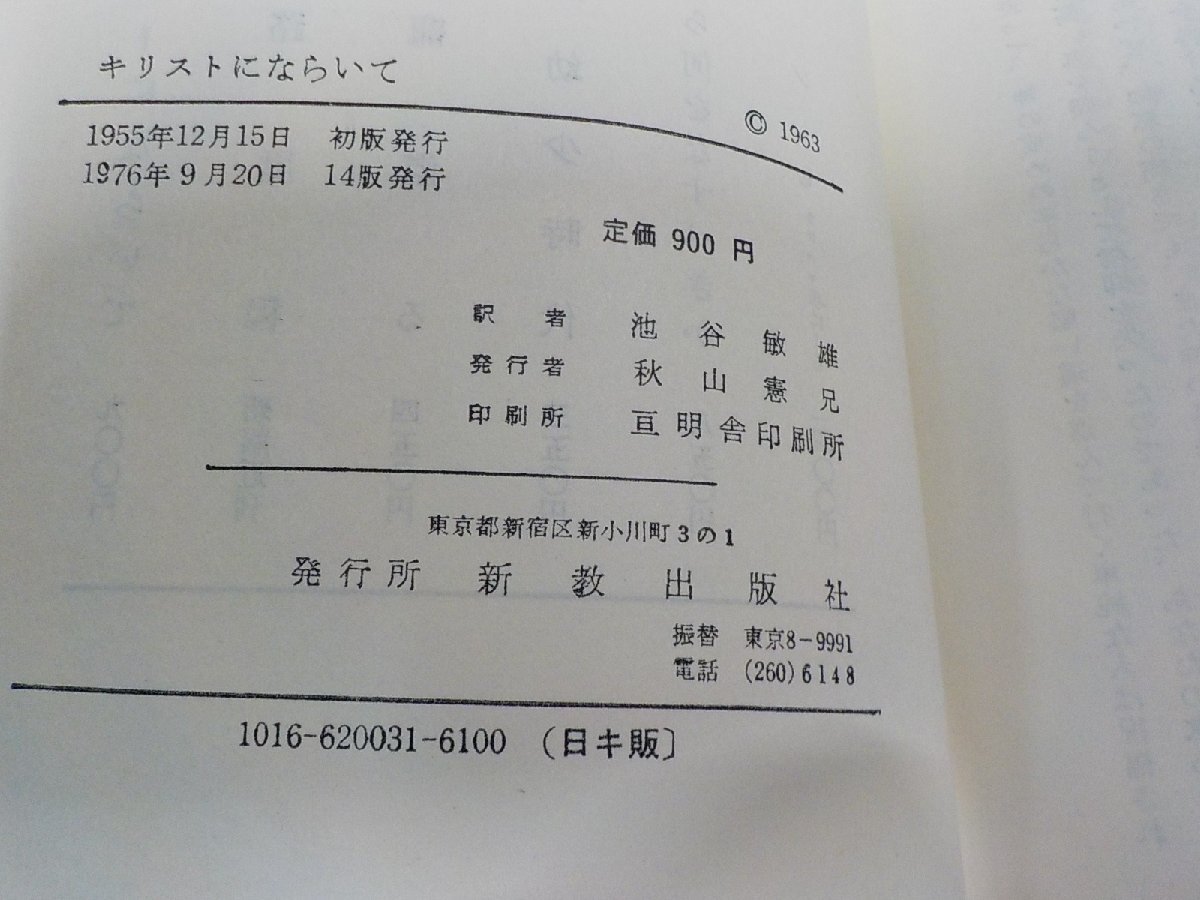 キリストにならいて
© 1963
1955年12月15日 初版発行
1976年9月20日 14版発行
定価 900 円
訳者 池谷敏雄
発行者 秋山憲兄
印刷所 亘明舎印刷所
東京都新宿区新小川町3の1
発行所 新教出版社
振替 東京8-9991
電話 (260)6148
1016-620031-6100 (日キ販)